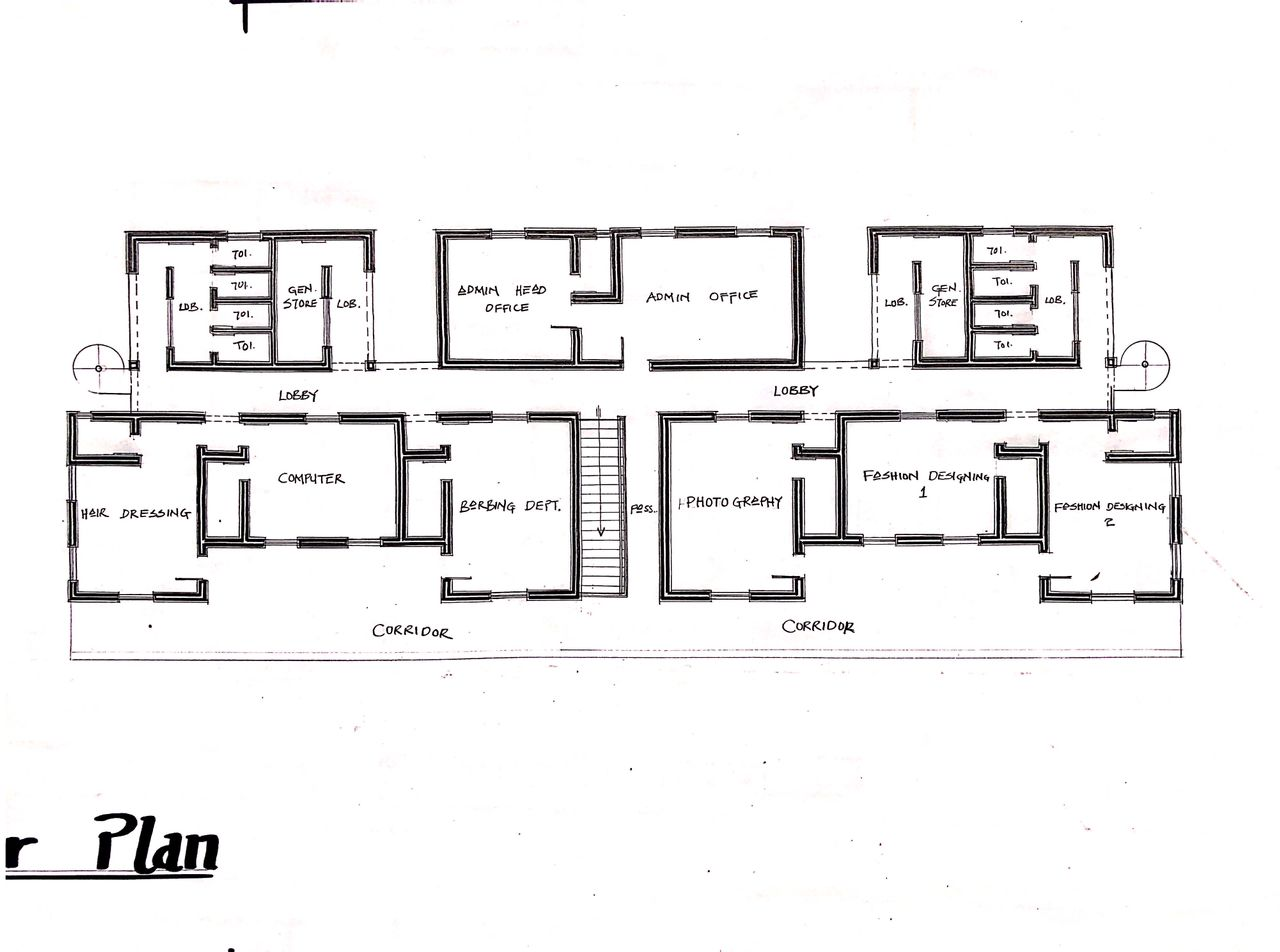 TOI.
TOI.
TOI.
TOI.
LOB.
GEN.
STORE
LOB.
ADMIN HEAD
OFFICE
ADMIN OFFICE
LOB.
GEN.
STORE
TOI.
TOI.
TOI.
TOI.
LOB.
LOBBY
LOBBY
HAIR DRESSING
COMPUTER
BARBING DEPT.
PASS.
PHOTOGRAPHY
FASHION DESIGNING
1
FASHION DESIGNING
2
CORRIDOR
CORRIDOR
r Plan